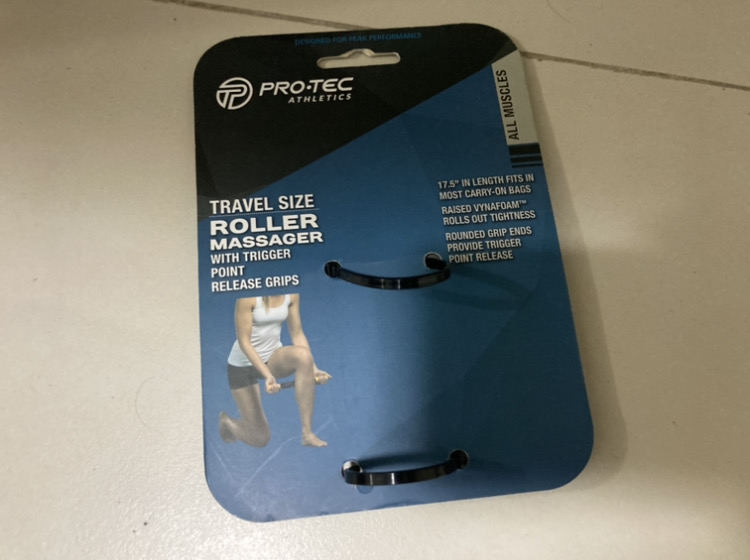 DESIGNED FOR PEAK PERFORMANCE
PRO·TEC
ATHLETICS
ALL MUSCLES
TRAVEL SIZE
ROLLER
MASSAGER
WITH TRIGGER
POINT
RELEASE GRIPS
17.5" IN LENGTH FITS IN
MOST CARRY-ON BAGS
RAISED VYNAFOAM™
ROLLS OUT TIGHTNESS
ROUNDED GRIP ENDS
PROVIDE TRIGGER
POINT RELEASE